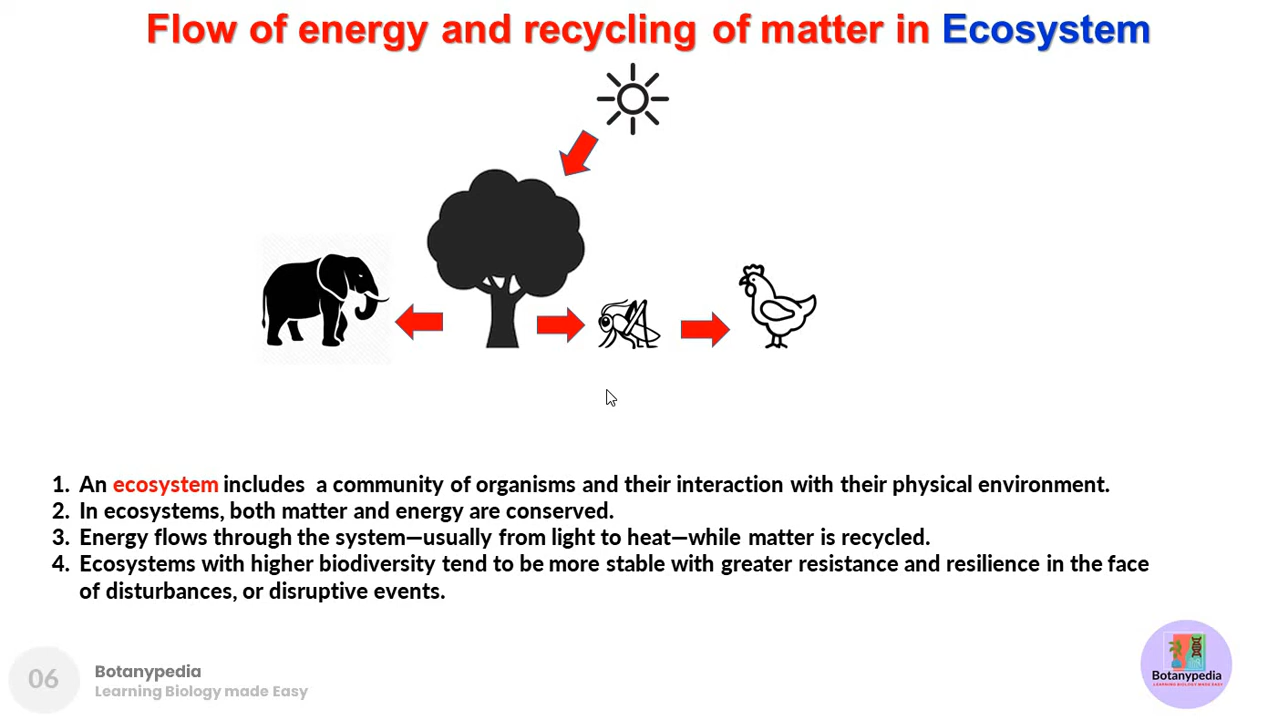 Flow of energy and recycling of matter in Ecosystem
1. An ecosystem includes a community of organisms and their interaction with their physical environment.
2. In ecosystems, both matter and energy are conserved.
3. Energy flows through the system—usually from light to heat—while matter is recycled.
4. Ecosystems with higher biodiversity tend to be more stable with greater resistance and resilience in the face
of disturbances, or disruptive events.
06
Botanypedia
Learning Biology made Easy
Botanypedia
LEARNING BIOLOGY MADE EASY